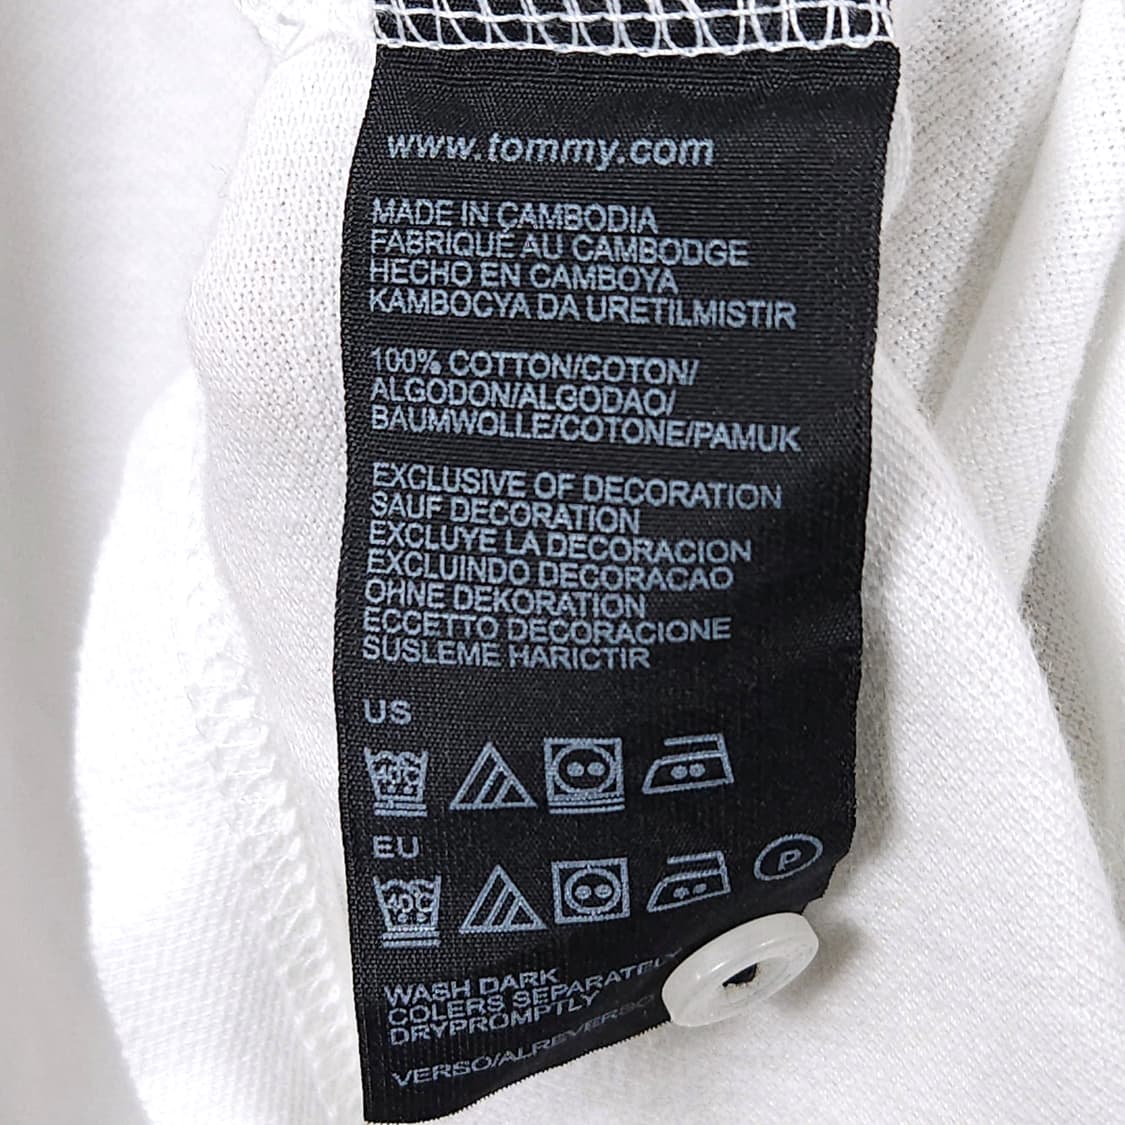 www.tommy.com
MADE IN CAMBODIA
FABRIQUÉ AU CAMBODGE
HECHO EN CAMBOYA
KAMBOCYA DA URETILMISTIR
100% COTTON/COTON/
ALGODON/ALGODAO/
BAUMWOLLE/COTONE/PAMUK
EXCLUSIVE OF DECORATION
SAUF DECORATION
EXCLUYE LA DECORACION
EXCLUINDO DECORACAO
OHNE DEKORATION
ECCETTO DECORACIONE
SUSLEME HARICTIR
US
40C
EU
40C
P
WASH DARK
COLERS SEPARATELY
DRYPROMPTLY
VERSO/ALREVERSO